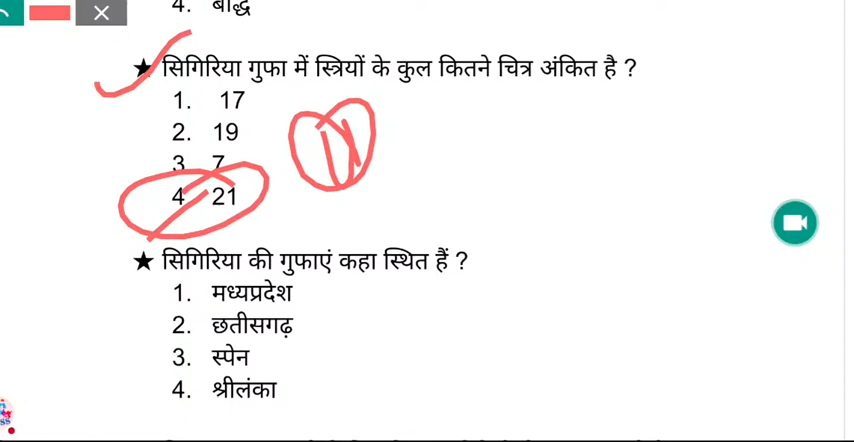 4. बौद्ध
★ सिगिरिया गुफा में स्त्रियों के कुल कितने चित्र अंकित है ?
1. 17
2. 19
3. 7
4 21
★ सिगिरिया की गुफाएं कहा स्थित हैं ?
1. मध्यप्रदेश
2. छतीसगढ़
3. स्पेन
4. श्रीलंका